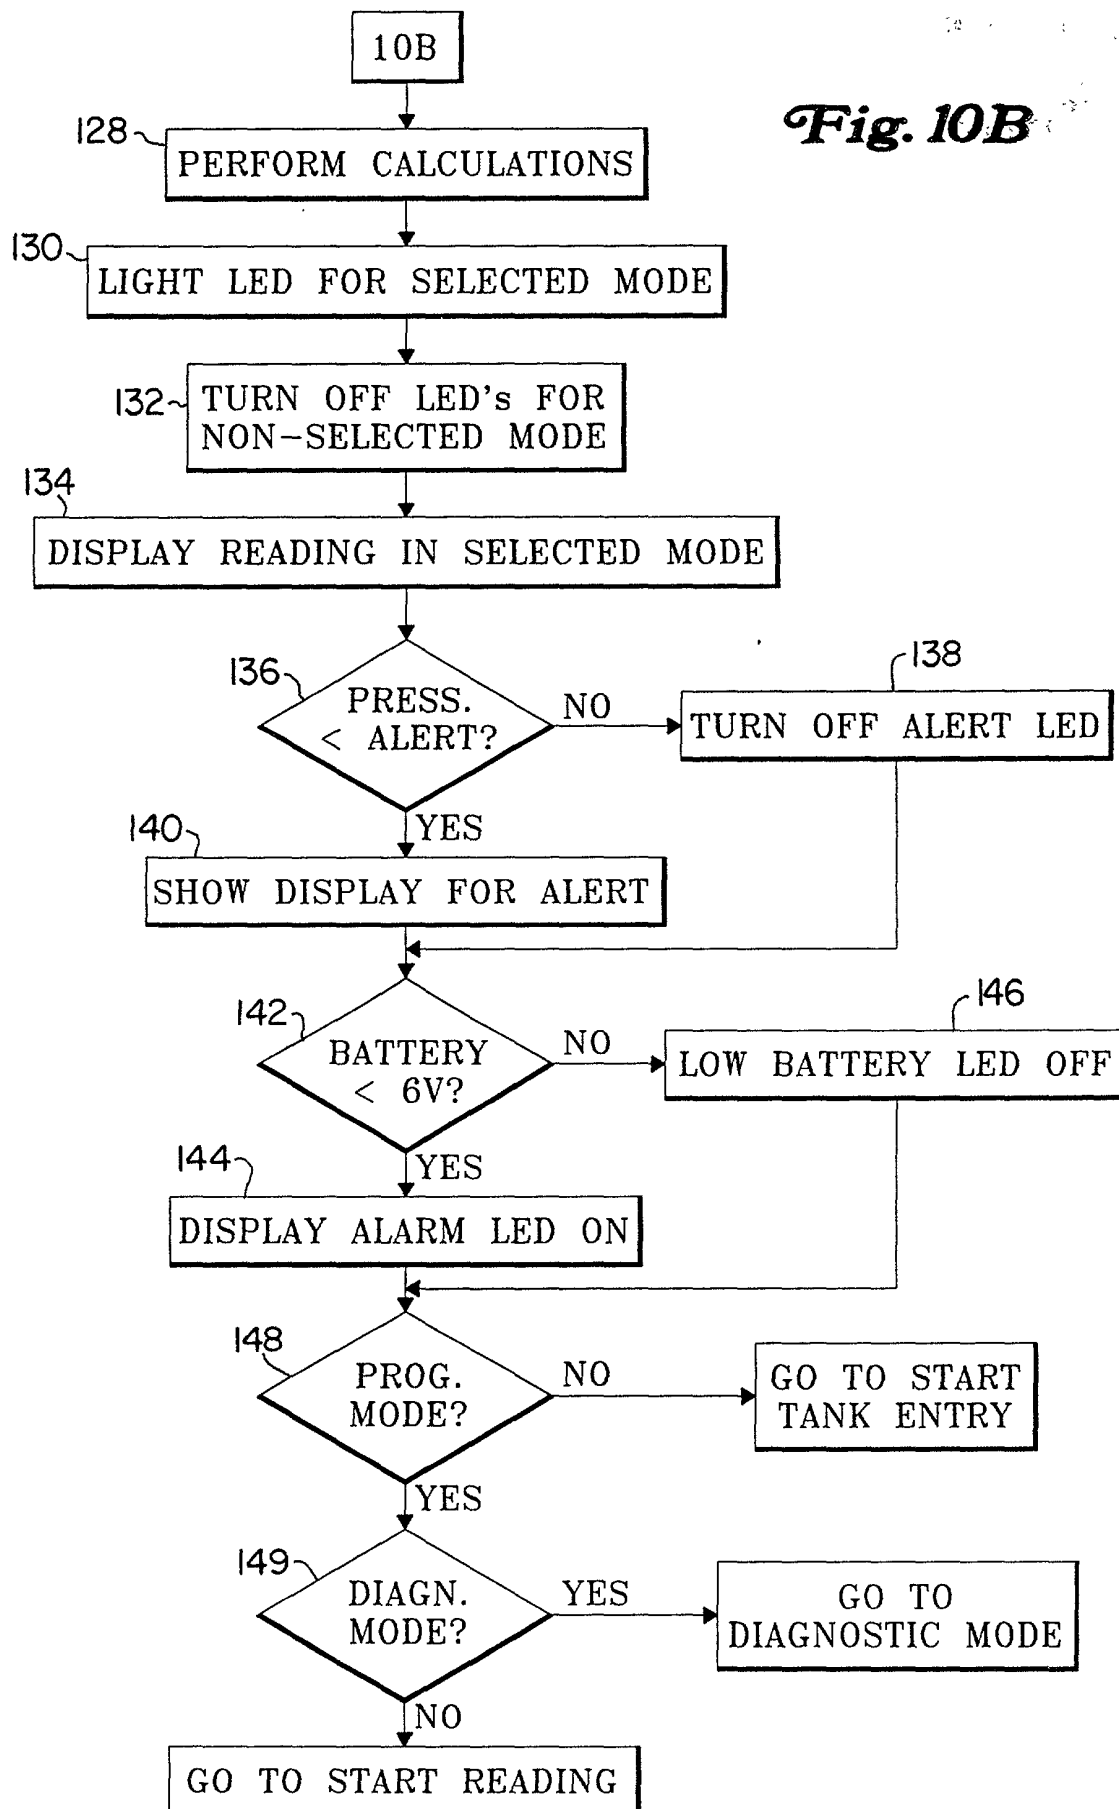 10B
Fig. 10B
128
PERFORM CALCULATIONS
130
LIGHT LED FOR SELECTED MODE
132
TURN OFF LED's FOR
NON-SELECTED MODE
134
DISPLAY READING IN SELECTED MODE
136
PRESS.
< ALERT?
NO
138
TURN OFF ALERT LED
YES
140
SHOW DISPLAY FOR ALERT
142
BATTERY
< 6V?
NO
146
LOW BATTERY LED OFF
YES
144
DISPLAY ALARM LED ON
148
PROG.
MODE?
NO
GO TO START
TANK ENTRY
YES
149
DIAGN.
MODE?
YES
GO TO
DIAGNOSTIC MODE
NO
GO TO START READING